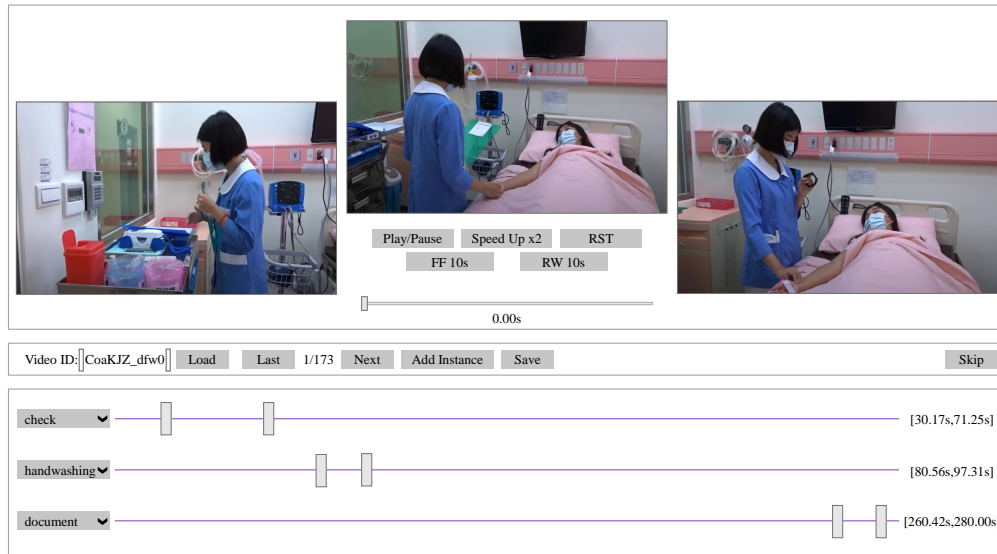 Play/Pause Speed Up x2 RST
FF 10s RW 10s
0.00s
Video ID: CoaKJZ_dfw0 Load Last 1/173 Next Add Instance Save Skip
check [30.17s,71.25s]
handwashing [80.56s,97.31s]
document [260.42s,280.00s